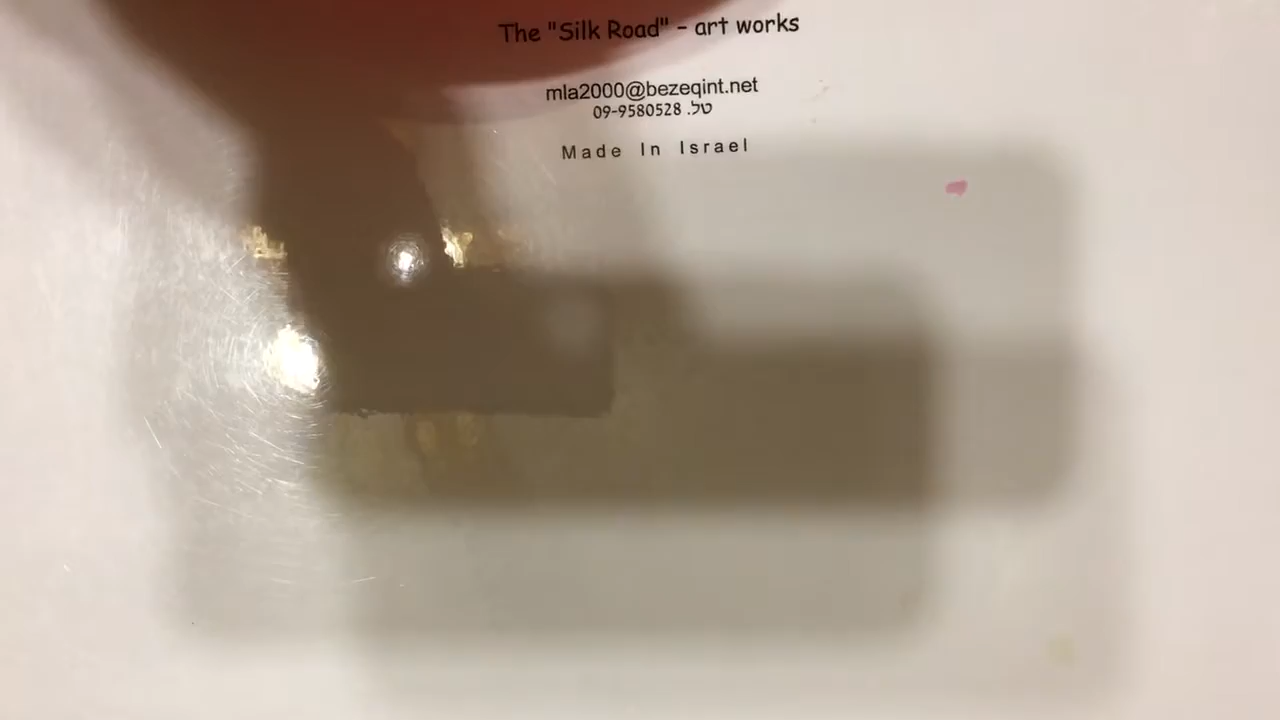 The "Silk Road" - art works
mla2000@bezeqint.net
טל. 09-9580528
Made In Israel